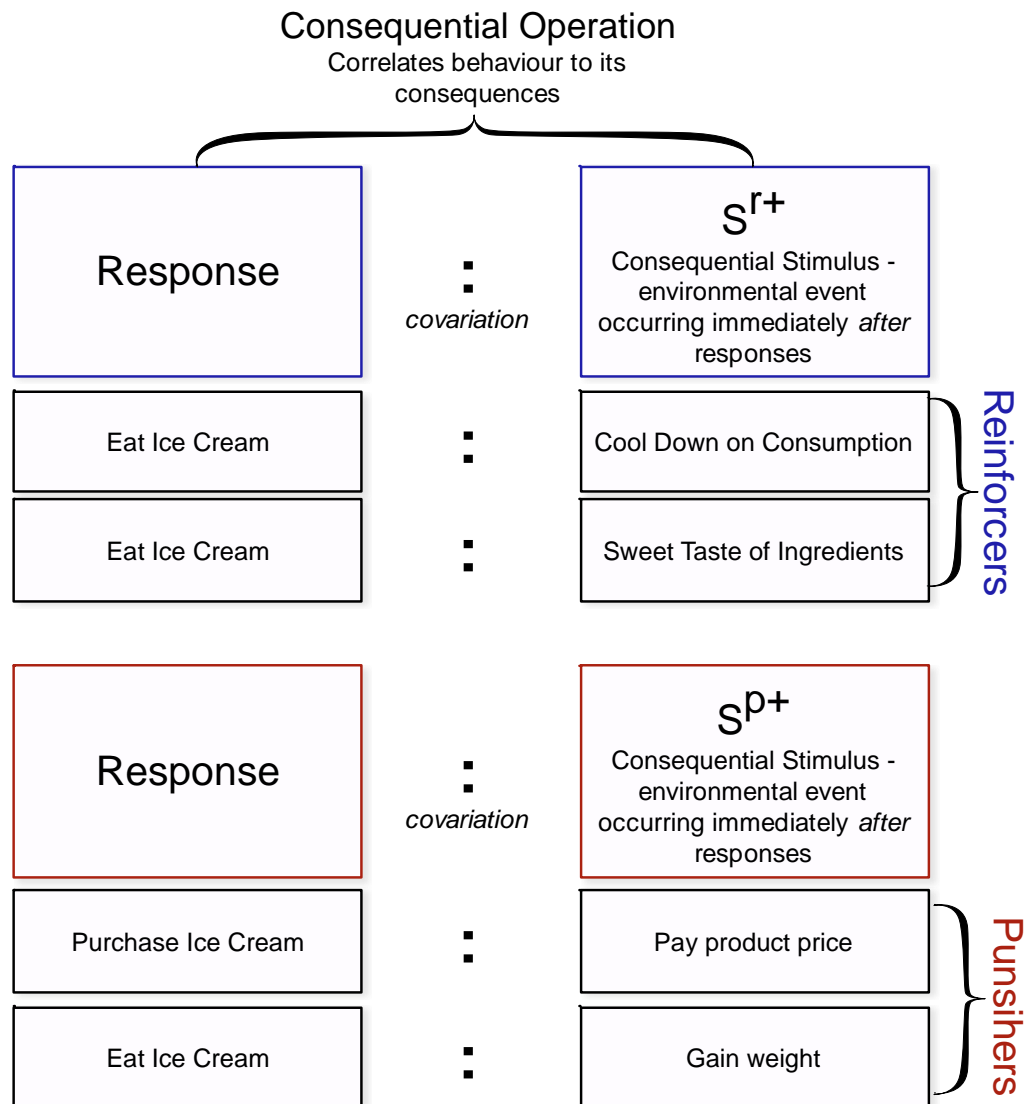 Consequential Operation
Correlates behaviour to its
consequences
Response
:
covariation
S^r+
Consequential Stimulus -
environmental event
occurring immediately after
responses
Eat Ice Cream
:
Cool Down on Consumption
Eat Ice Cream
:
Sweet Taste of Ingredients
Reinforcers
Response
:
covariation
S^p+
Consequential Stimulus -
environmental event
occurring immediately after
responses
Purchase Ice Cream
:
Pay product price
Eat Ice Cream
:
Gain weight
Punsihers